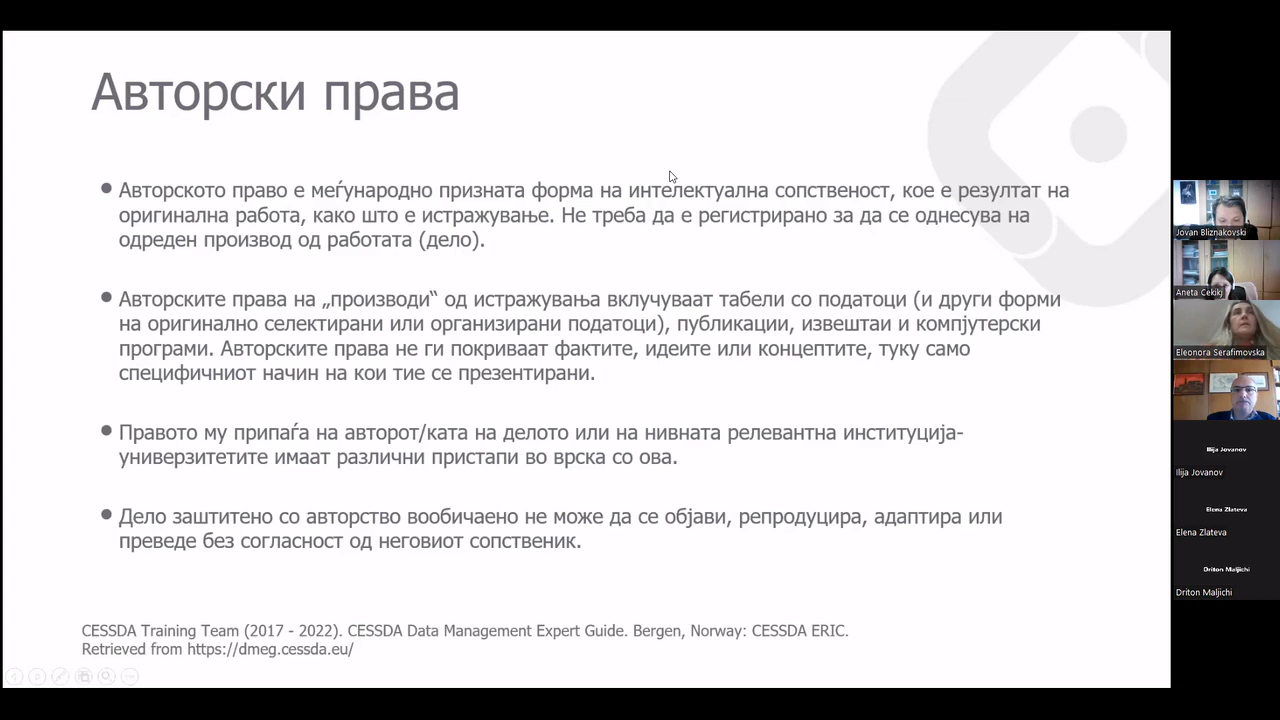 Авторски права
Авторското право е меѓународно призната форма на интелектуална сопственост, кое е резултат на
оригинална работа, како што е истражување. Не треба да е регистрирано за да се однесува на
одреден производ од работата (дело).
Авторските права на „производи“ од истражувања вклучуваат табели со податоци (и други форми
на оригинално селектирани или организирани податоци), публикации, извештаи и компјутерски
програми. Авторските права не ги покриваат фактите, идеите или концептите, туку само
специфичниот начин на кои тие се презентирани.
Правото му припаѓа на авторот/ката на делото или на нивната релевантна институција-
универзитетите имаат различни пристапи во врска со ова.
Дело заштитено со авторство вообичаено не може да се објави, репродуцира, адаптира или
преведе без согласност од неговиот сопственик.
CESSDA Training Team (2017 - 2022). CESSDA Data Management Expert Guide. Bergen, Norway: CESSDA ERIC.
Retrieved from https://dmeg.cessda.eu/
Jovan Bliznakovski
Aneta Cekikj
Eleonora Serafimovska
Ilija Jovanov
Ilija Jovanov
Elena Zlateva
Elena Zlateva
Driton Maljichi
Driton Maljichi